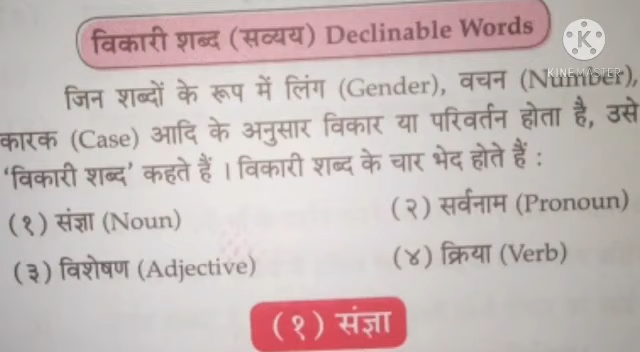 विकारी शब्द (सव्यय) Declinable Words
KINEMASTER
जिन शब्दों के रूप में लिंग (Gender), वचन (Number),
कारक (Case) आदि के अनुसार विकार या परिवर्तन होता है, उसे
‘विकारी शब्द’ कहते हैं । विकारी शब्द के चार भेद होते हैं :
(१) संज्ञा (Noun) (२) सर्वनाम (Pronoun)
(३) विशेषण (Adjective) (४) क्रिया (Verb)
(१) संज्ञा